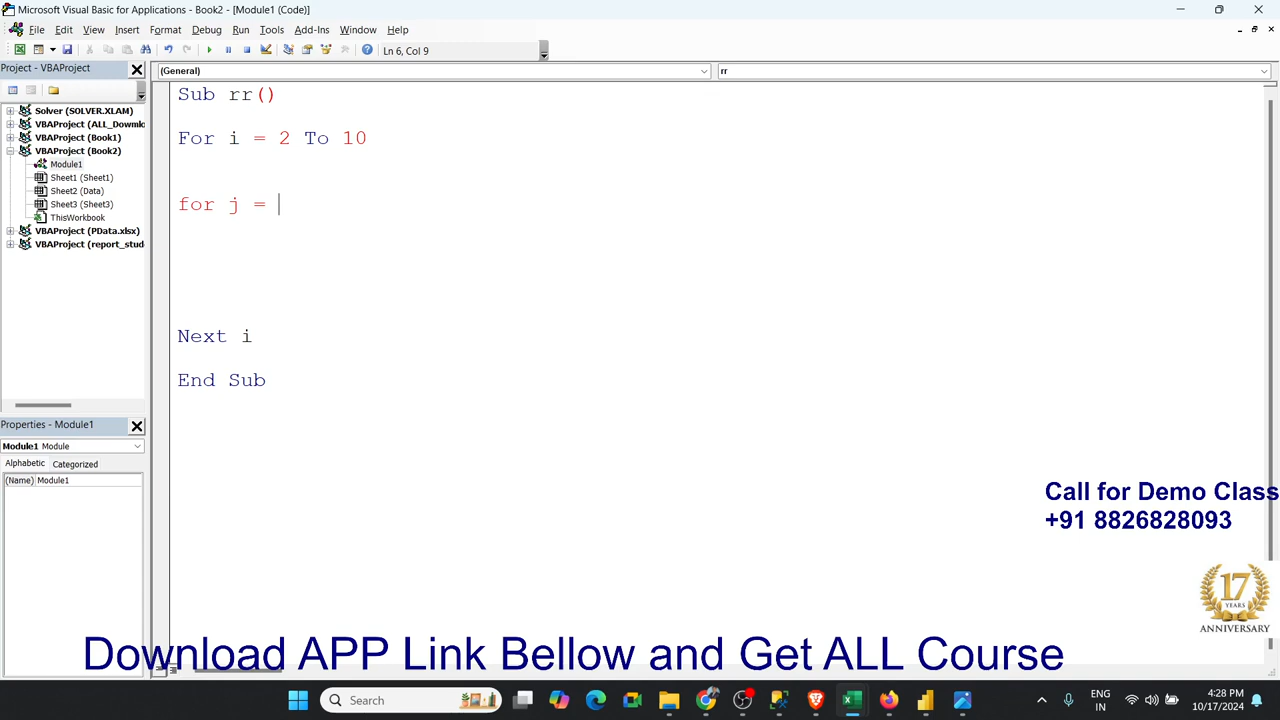 Microsoft Visual Basic for Applications - Book2 - [Module1 (Code)]
File Edit View Insert Format Debug Run Tools Add-Ins Window Help
Ln 6, Col 9
Project - VBAProject
(General)
rr
Solver (SOLVER.XLAM)
VBAProject (ALL_Downlo
VBAProject (Book1)
VBAProject (Book2)
Module1
Sheet1 (Sheet1)
Sheet2 (Data)
Sheet3 (Sheet3)
ThisWorkbook
VBAProject (PData.xlsx)
VBAProject (report_stude
Sub rr()
For i = 2 To 10
for j =
Next i
End Sub
Properties - Module1
Module1 Module
Alphabetic Categorized
(Name) Module1
Call for Demo Class
+91 8826828093
17
YEARS
ANNIVERSARY
Download APP Link Bellow and Get ALL Course
Search
ENG
IN
4:28 PM
10/17/2024